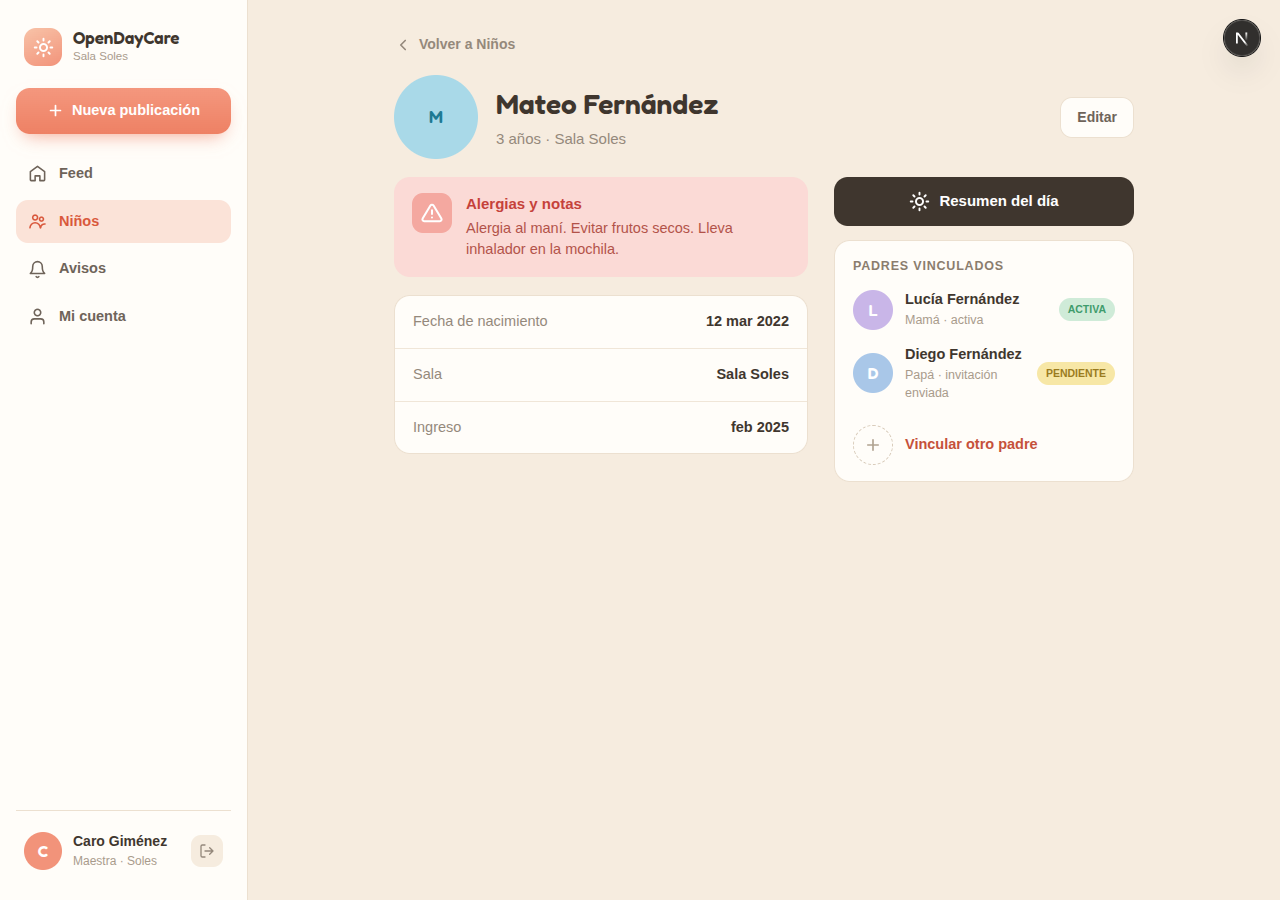 OpenDayCare
Sala Soles
Nueva publicación
Feed
Niños
Avisos
Mi cuenta
C
Caro Giménez
Maestra · Soles
Volver a Niños
M
Mateo Fernández
3 años · Sala Soles
Editar
Alergias y notas
Alergia al maní. Evitar frutos secos. Lleva
inhalador en la mochila.
Fecha de nacimiento 12 mar 2022
Sala Sala Soles
Ingreso feb 2025
Resumen del día
PADRES VINCULADOS
L
Lucía Fernández
Mamá · activa
ACTIVA
D
Diego Fernández
Papá · invitación
enviada
PENDIENTE
Vincular otro padre
N